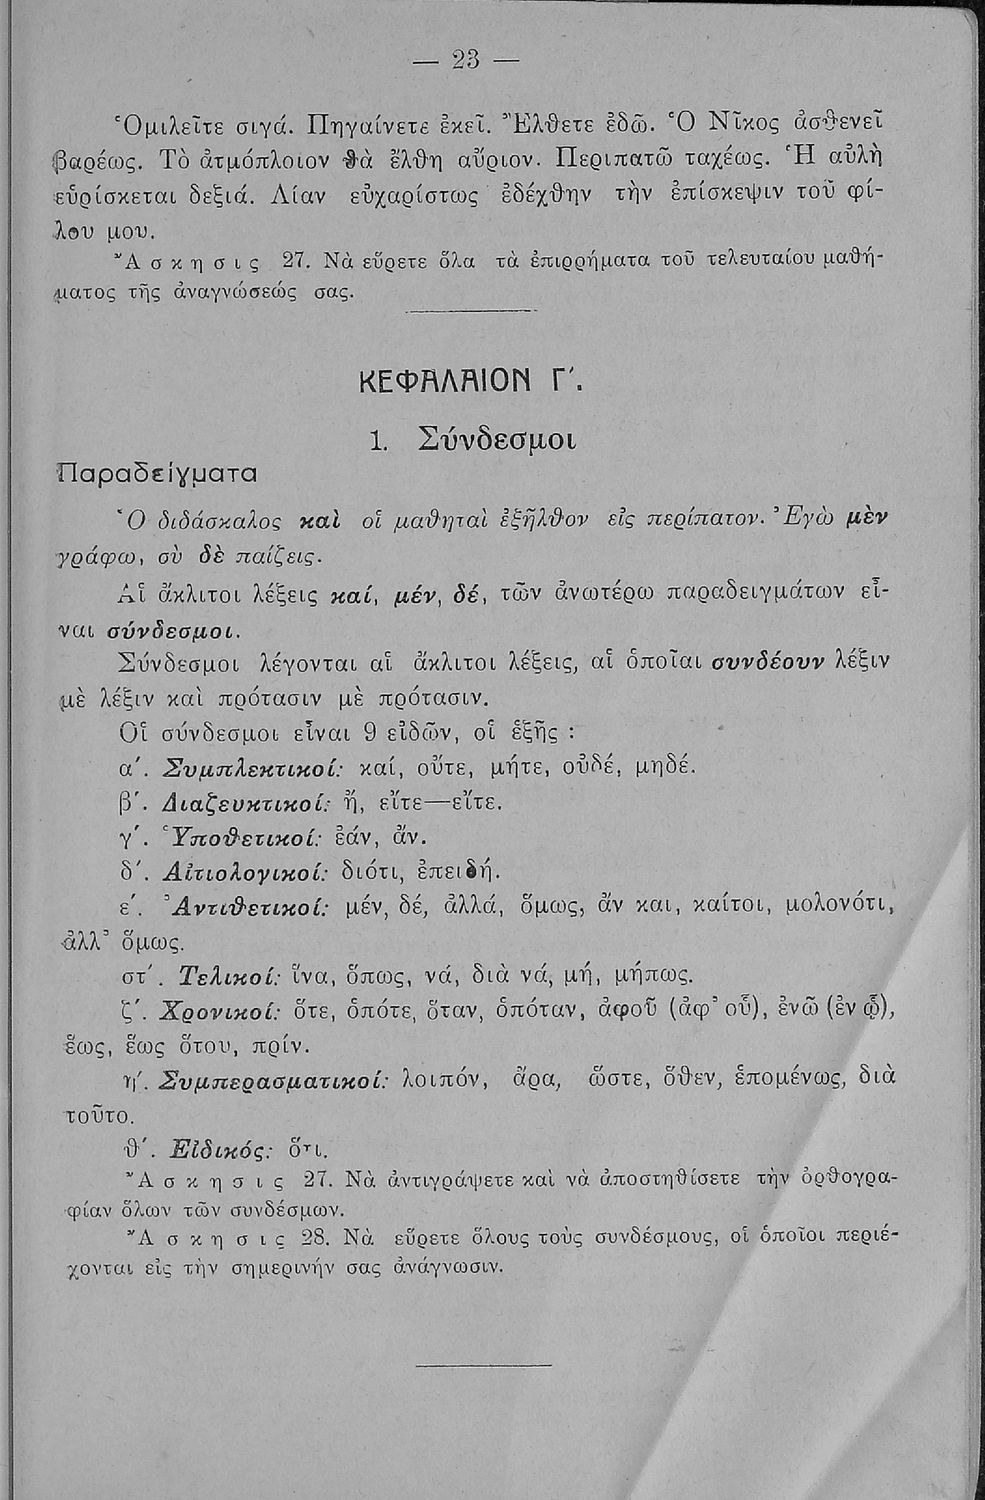 — 23 —
Ὁμιλεῖτε σιγά. Πηγαίνετε ἐκεῖ. Ἔλθετε ἐδῶ. Ὁ Νῖκος ἀσθενεῖ
βαρέως. Τὸ ἀτμόπλοιον θὰ ἔλθη αὔριον. Περιπατῶ ταχέως. Ἡ αὐλὴ
εὑρίσκεται δεξιά. Λίαν εὐχαρίστως ἐδέχθην τὴν ἐπίσκεψιν τοῦ φί-
λου μου.
Ἄσκησις 27. Νὰ εὕρετε ὅλα τὰ ἐπιρρήματα τοῦ τελευταίου μαθή-
ματος τῆς ἀναγνώσεώς σας.
ΚΕΦΑΛΑΙΟΝ Γ΄.
1. Σύνδεσμοι
Παραδείγματα
Ὁ διδάσκαλος καὶ οἱ μαθηταὶ ἐξῆλθον εἰς περίπατον. Ἐγὼ μὲν
γράφω, σὺ δὲ παίζεις.
Αἱ ἄκλιτοι λέξεις καί, μέν, δέ, τῶν ἀνωτέρω παραδειγμάτων εἶ-
ναι σύνδεσμοι.
Σύνδεσμοι λέγονται αἱ ἄκλιτοι λέξεις, αἱ ὁποῖαι συνδέουν λέξιν
μὲ λέξιν καὶ πρότασιν μὲ πρότασιν.
Οἱ σύνδεσμοι εἶναι 9 εἰδῶν, οἱ ἑξῆς :
α΄. Συμπλεκτικοί: καί, οὔτε, μήτε, οὐδέ, μηδέ.
β΄. Διαζευκτικοί: ἤ, εἴτε—εἴτε.
γ΄. Ὑποθετικοί: ἐάν, ἄν.
δ΄. Αἰτιολογικοί: διότι, ἐπειδή.
ε΄. Ἀντιθετικοί: μέν, δέ, ἀλλά, ὅμως, ἄν και, καίτοι, μολονότι,
ἀλλ᾽ ὅμως.
στ΄. Τελικοί: ἵνα, ὅπως, νά, διὰ νά, μή, μήπως.
ζ΄. Χρονικοί: ὅτε, ὁπότε, ὅταν, ὁπόταν, ἀφοῦ (ἀφ᾽ οὗ), ἐνῶ (ἐν ᾧ),
ἕως, ἕως ὅτου, πρίν.
η΄. Συμπερασματικοί: λοιπόν, ἄρα, ὥστε, ὅθεν, ἑπομένως, διὰ
τοῦτο.
θ΄. Εἰδικός: ὅτι.
Ἄσκησις 27. Νὰ ἀντιγράψετε καὶ νὰ ἀποστηθίσετε τὴν ὀρθογρα-
φίαν ὅλων τῶν συνδέσμων.
Ἄσκησις 28. Νὰ εὕρετε ὅλους τοὺς συνδέσμους, οἱ ὁποῖοι περιέ-
χονται εἰς τὴν σημερινήν σας ἀνάγνωσιν.